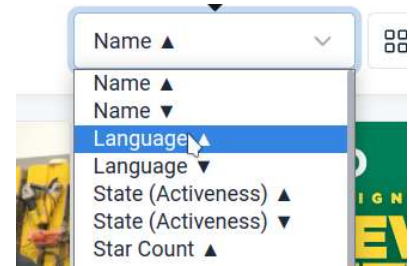 Name ▲
Name ▲
Name ▼
Language ▲
Language ▼
State (Activeness) ▲
State (Activeness) ▼
Star Count ▲